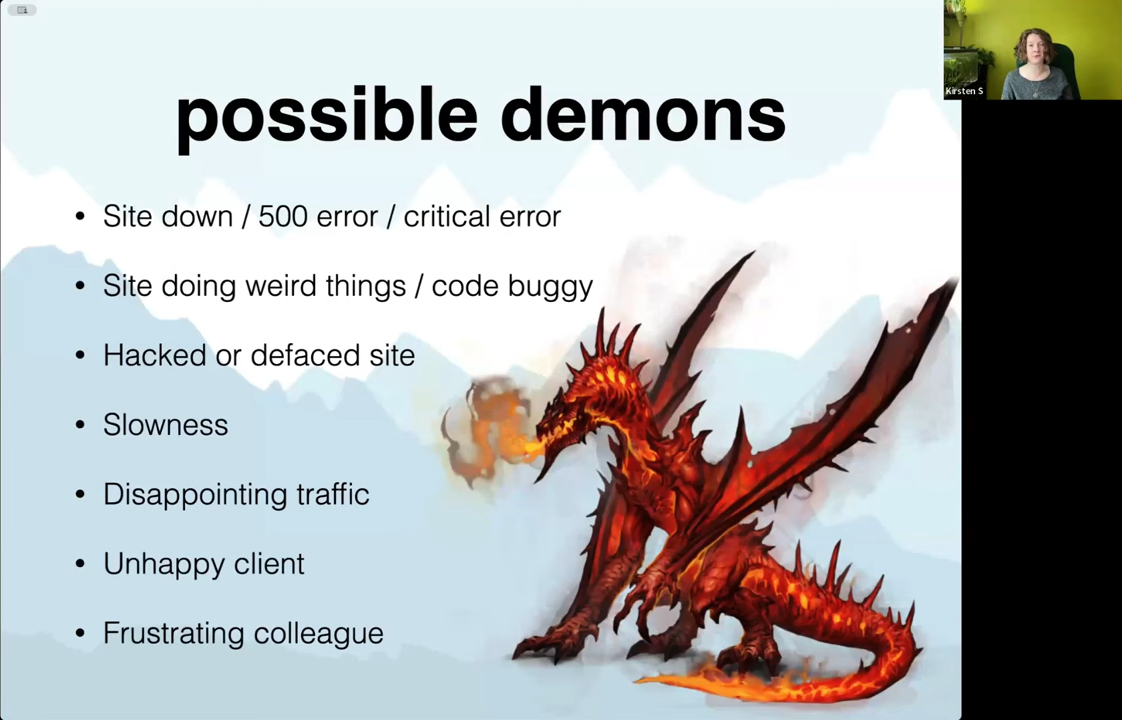 possible demons
• Site down / 500 error / critical error
• Site doing weird things / code buggy
• Hacked or defaced site
• Slowness
• Disappointing traffic
• Unhappy client
• Frustrating colleague
Kirsten S